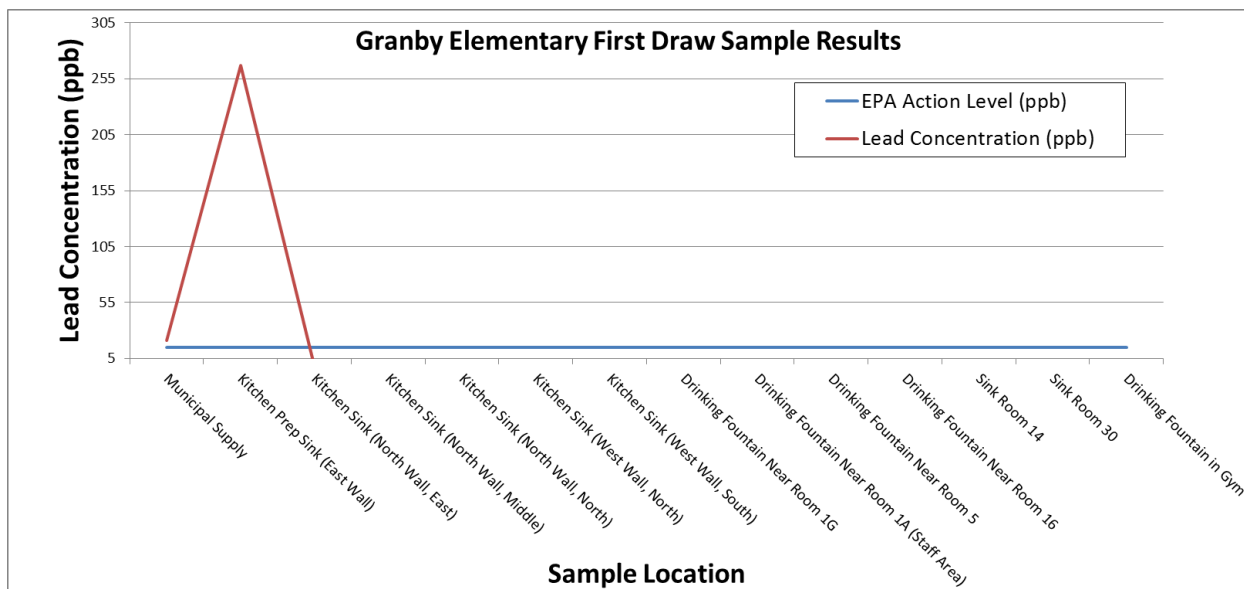 Granby Elementary First Draw Sample Results
Lead Concentration (ppb)
305
255
205
155
105
55
5
EPA Action Level (ppb)
Lead Concentration (ppb)
Municipal Supply
Kitchen Prep Sink (East Wall)
Kitchen Sink (North Wall, East)
Kitchen Sink (North Wall, Middle)
Kitchen Sink (North Wall, North)
Kitchen Sink (West Wall, North)
Kitchen Sink (West Wall, South)
Drinking Fountain Near Room 1G
Drinking Fountain Near Room 1A (Staff Area)
Drinking Fountain Near Room 5
Drinking Fountain Near Room 16
Sink Room 14
Sink Room 30
Drinking Fountain in Gym
Sample Location